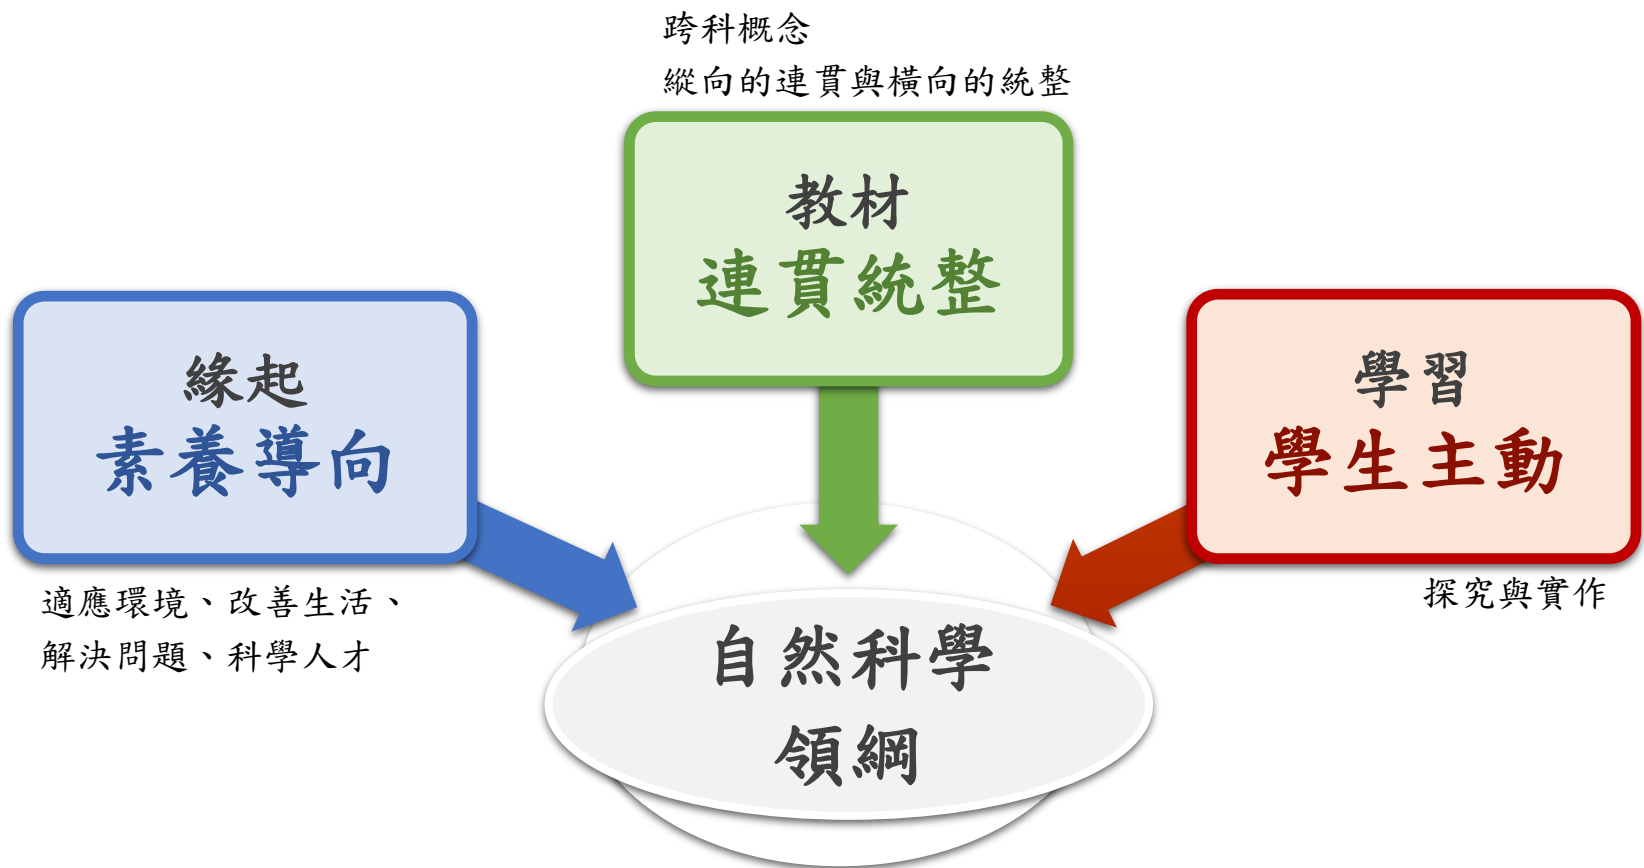 跨科概念
縱向的連貫與橫向的統整
教材
連貫統整
緣起
素養導向
適應環境、改善生活、
解決問題、科學人才
學習
學生主動
探究與實作
自然科學
領綱